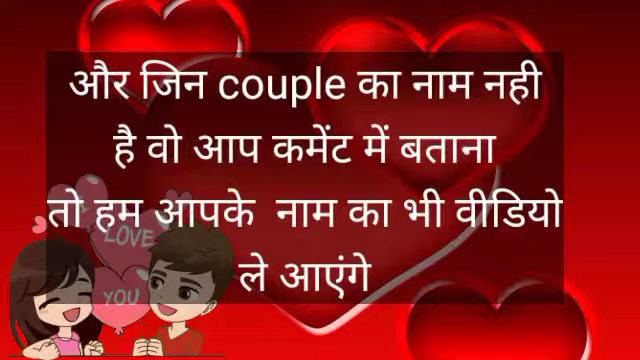 और जिन couple का नाम नही
है वो आप कमेंट में बताना
तो हम आपके नाम का भी वीडियो
ले आएंगे
LOVE
YOU